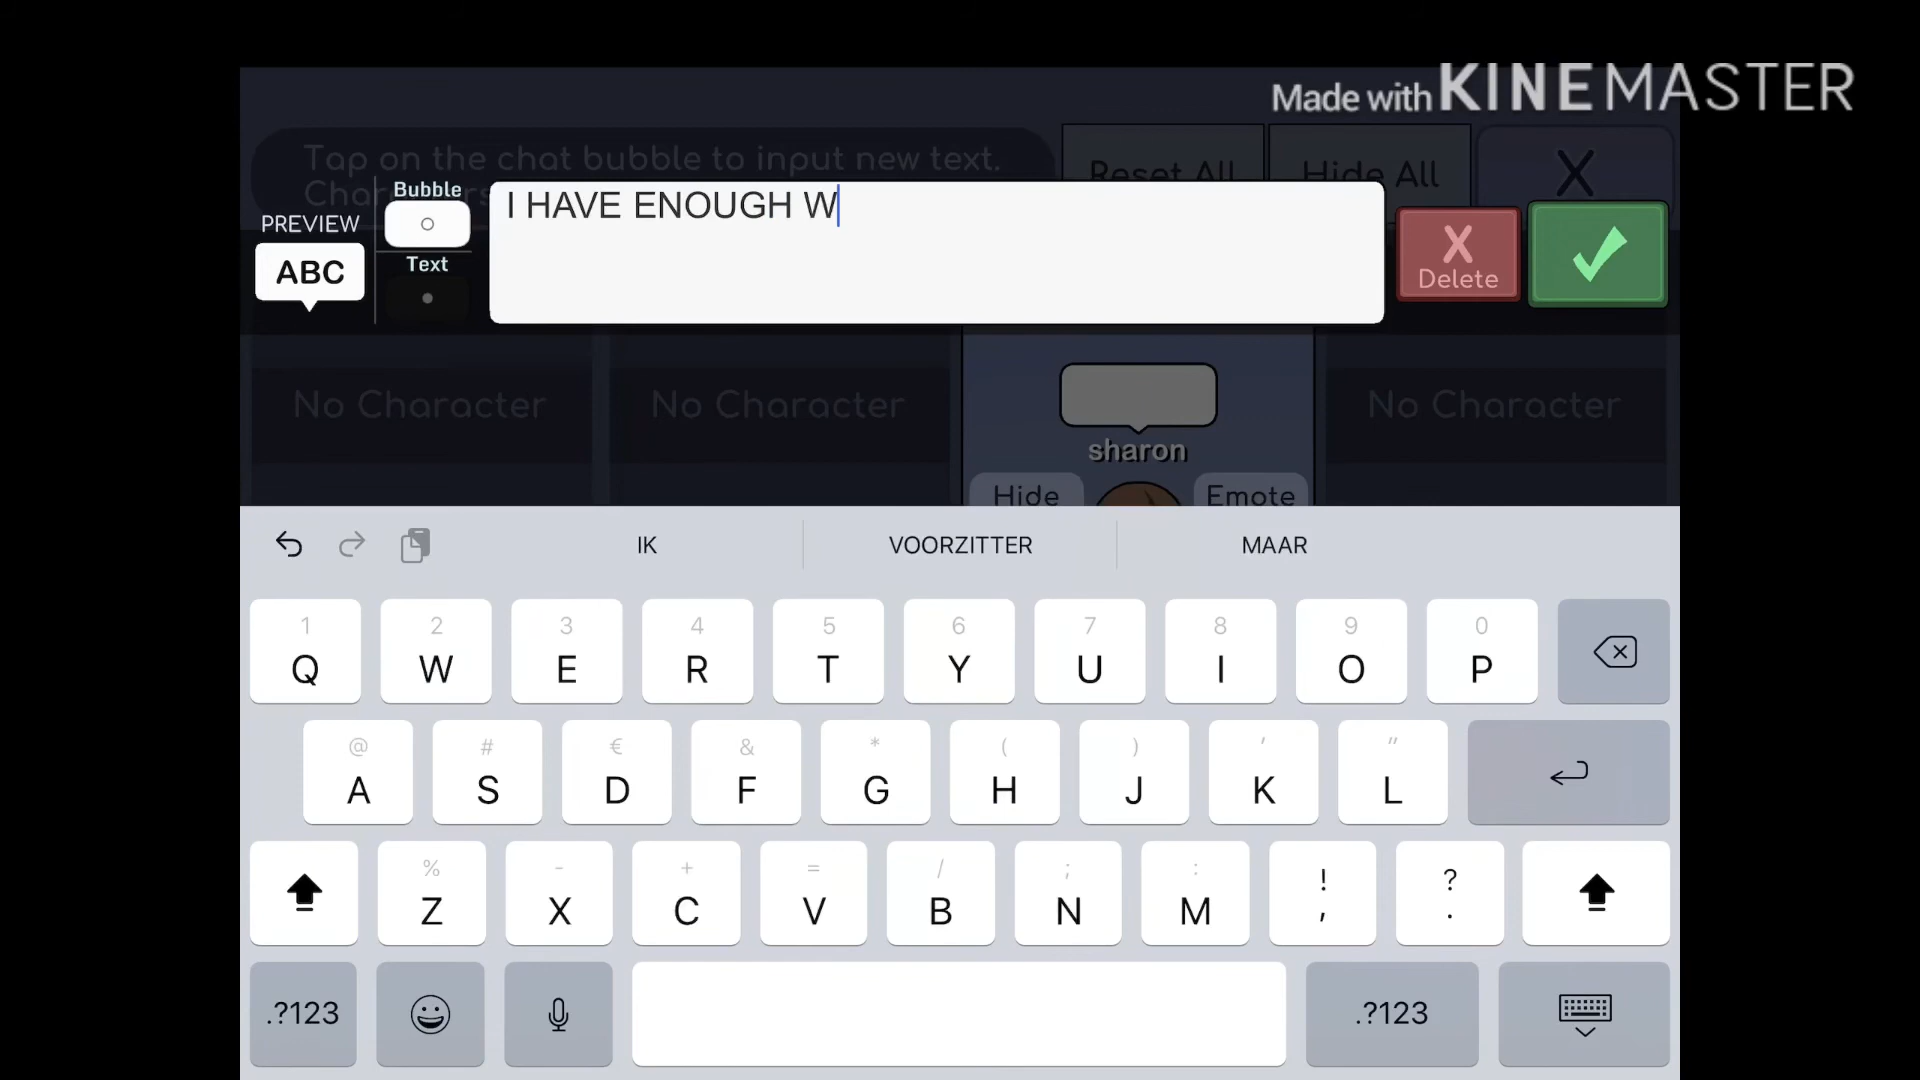 Made with KINEMASTER
Tap on the chat bubble to input new text.
Characters
Reset All
Hide All
X
PREVIEW
ABC
Bubble
Text
I HAVE ENOUGH W
X
Delete
No Character
No Character
sharon
Hide
Emote
No Character
IK
VOORZITTER
MAAR
1 2 3 4 5 6 7 8 9 0
Q W E R T Y U I O P
@ # € & * ( ) ' "
A S D F G H J K L
% - + = / ; : ! ?
Z X C V B N M , .
.?123
.?123